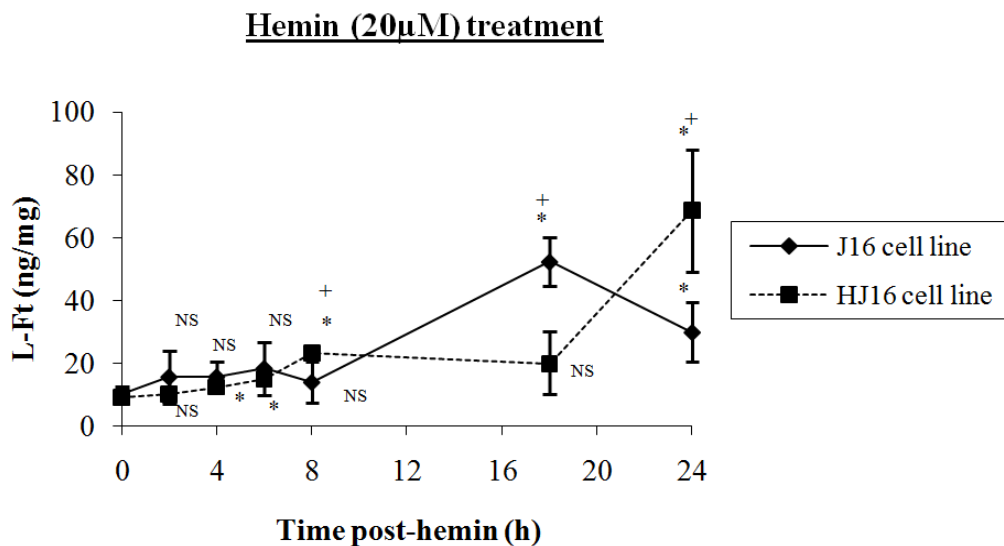 Hemin (20µM) treatment
L-Ft (ng/mg)
100
80
60
40
20
0
+
*
+
*
*
+
*
NS
NS
NS
NS
NS
NS
*
*
0 4 8 12 16 20 24
Time post-hemin (h)
J16 cell line
HJ16 cell line